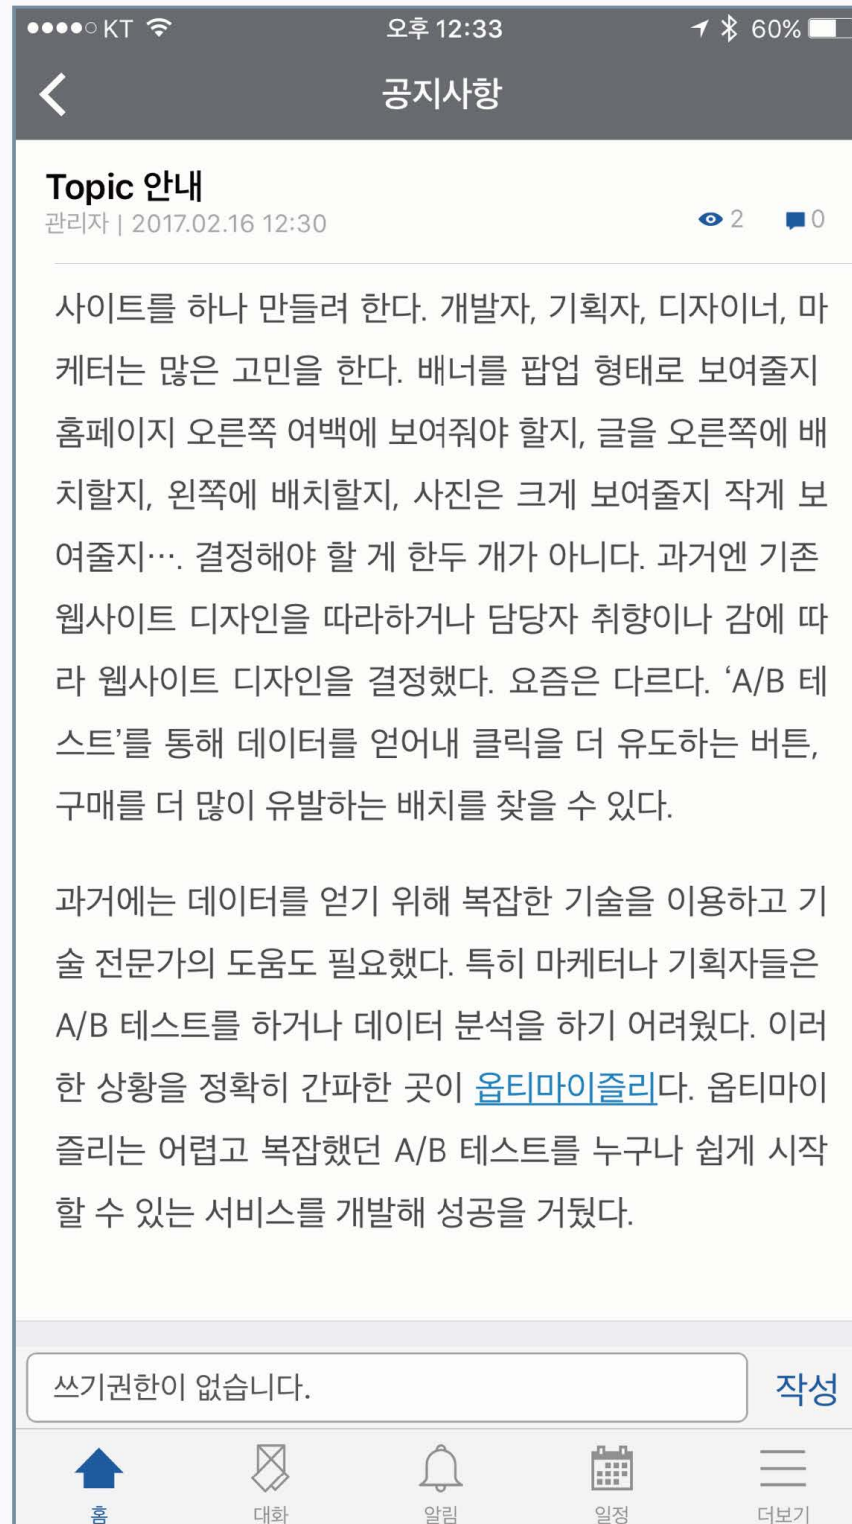 ●●●●○ KT 오후 12:33 60%
공지사항
Topic 안내
관리자 | 2017.02.16 12:30 2 0
사이트를 하나 만들려 한다. 개발자, 기획자, 디자이너, 마
케터는 많은 고민을 한다. 배너를 팝업 형태로 보여줄지
홈페이지 오른쪽 여백에 보여줘야 할지, 글을 오른쪽에 배
치할지, 왼쪽에 배치할지, 사진은 크게 보여줄지 작게 보
여줄지…. 결정해야 할 게 한두 개가 아니다. 과거엔 기존
웹사이트 디자인을 따라하거나 담당자 취향이나 감에 따
라 웹사이트 디자인을 결정했다. 요즘은 다르다. ‘A/B 테
스트’를 통해 데이터를 얻어내 클릭을 더 유도하는 버튼,
구매를 더 많이 유발하는 배치를 찾을 수 있다.
과거에는 데이터를 얻기 위해 복잡한 기술을 이용하고 기
술 전문가의 도움도 필요했다. 특히 마케터나 기획자들은
A/B 테스트를 하거나 데이터 분석을 하기 어려웠다. 이러
한 상황을 정확히 간파한 곳이 옵티마이즐리다. 옵티마이
즐리는 어렵고 복잡했던 A/B 테스트를 누구나 쉽게 시작
할 수 있는 서비스를 개발해 성공을 거뒀다.
쓰기권한이 없습니다. 작성
홈 대화 알림 일정 더보기